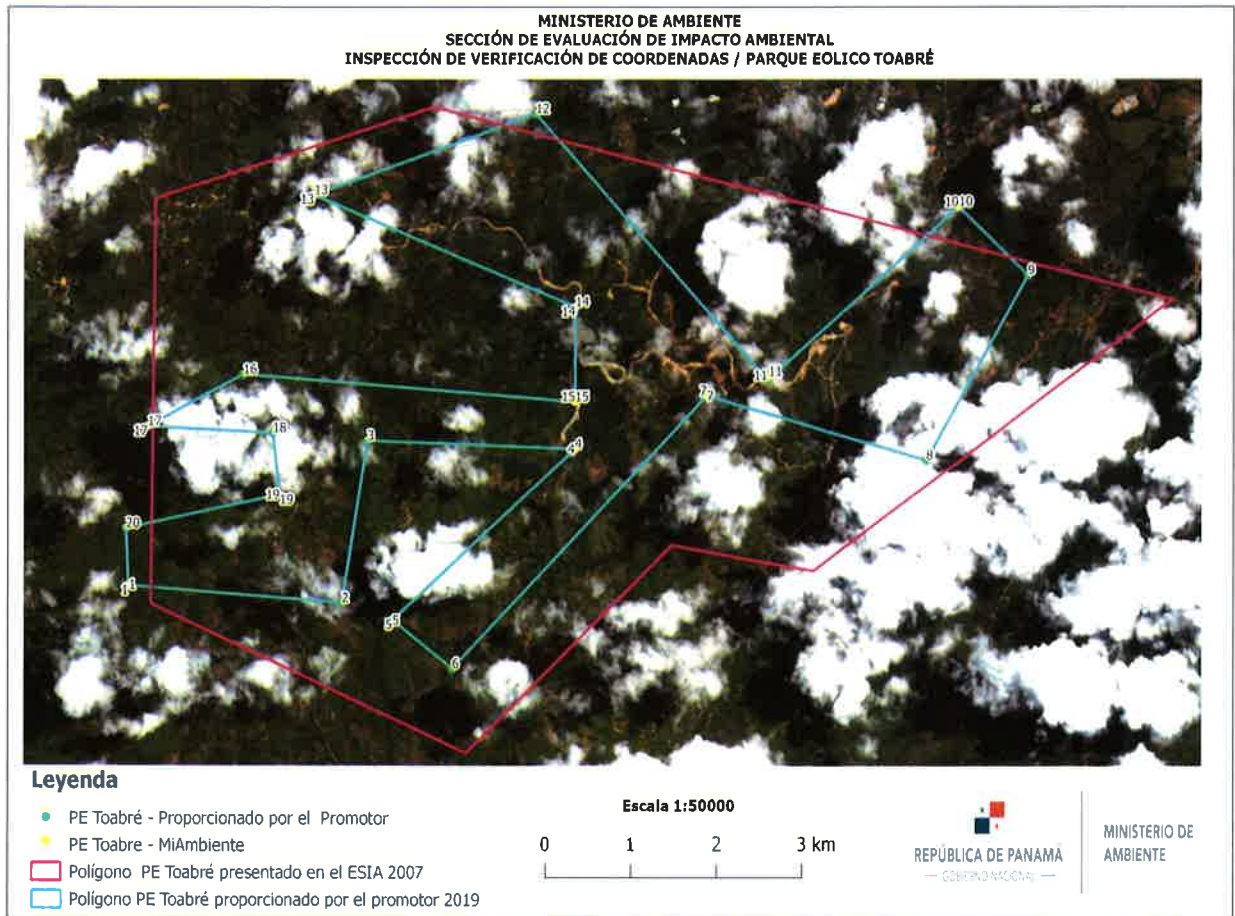 MINISTERIO DE AMBIENTE
SECCIÓN DE EVALUACIÓN DE IMPACTO AMBIENTAL
INSPECCIÓN DE VERIFICACIÓN DE COORDENADAS / PARQUE EOLICO TOABRÉ
12
13
13
10 10
9
14
14
11 11
16
7
7
15 15
17
17
18
3
4 4
8
19
19
20
1
1
2
5 5
6
Leyenda
PE Toabré - Proporcionado por el Promotor
PE Toabre - MiAmbiente
Polígono PE Toabré presentado en el ESIA 2007
Polígono PE Toabré proporcionado por el promotor 2019
Escala 1:50000
0 1 2 3 km
REPÚBLICA DE PANAMÁ
— GOBIERNO NACIONAL —
MINISTERIO DE
AMBIENTE